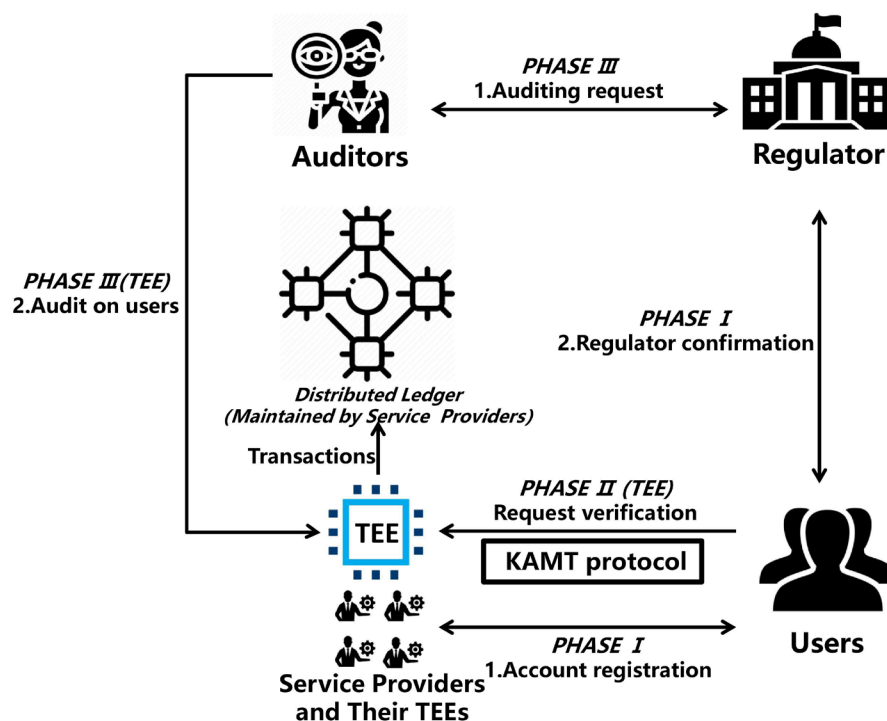 PHASE Ⅲ
1.Auditing request
Auditors
Regulator
PHASE Ⅲ(TEE)
2.Audit on users
PHASE Ⅰ
2.Regulator confirmation
Distributed Ledger
(Maintained by Service Providers)
Transactions
PHASE Ⅱ (TEE)
Request verification
TEE
KAMT protocol
Users
PHASE Ⅰ
1.Account registration
Service Providers
and Their TEEs